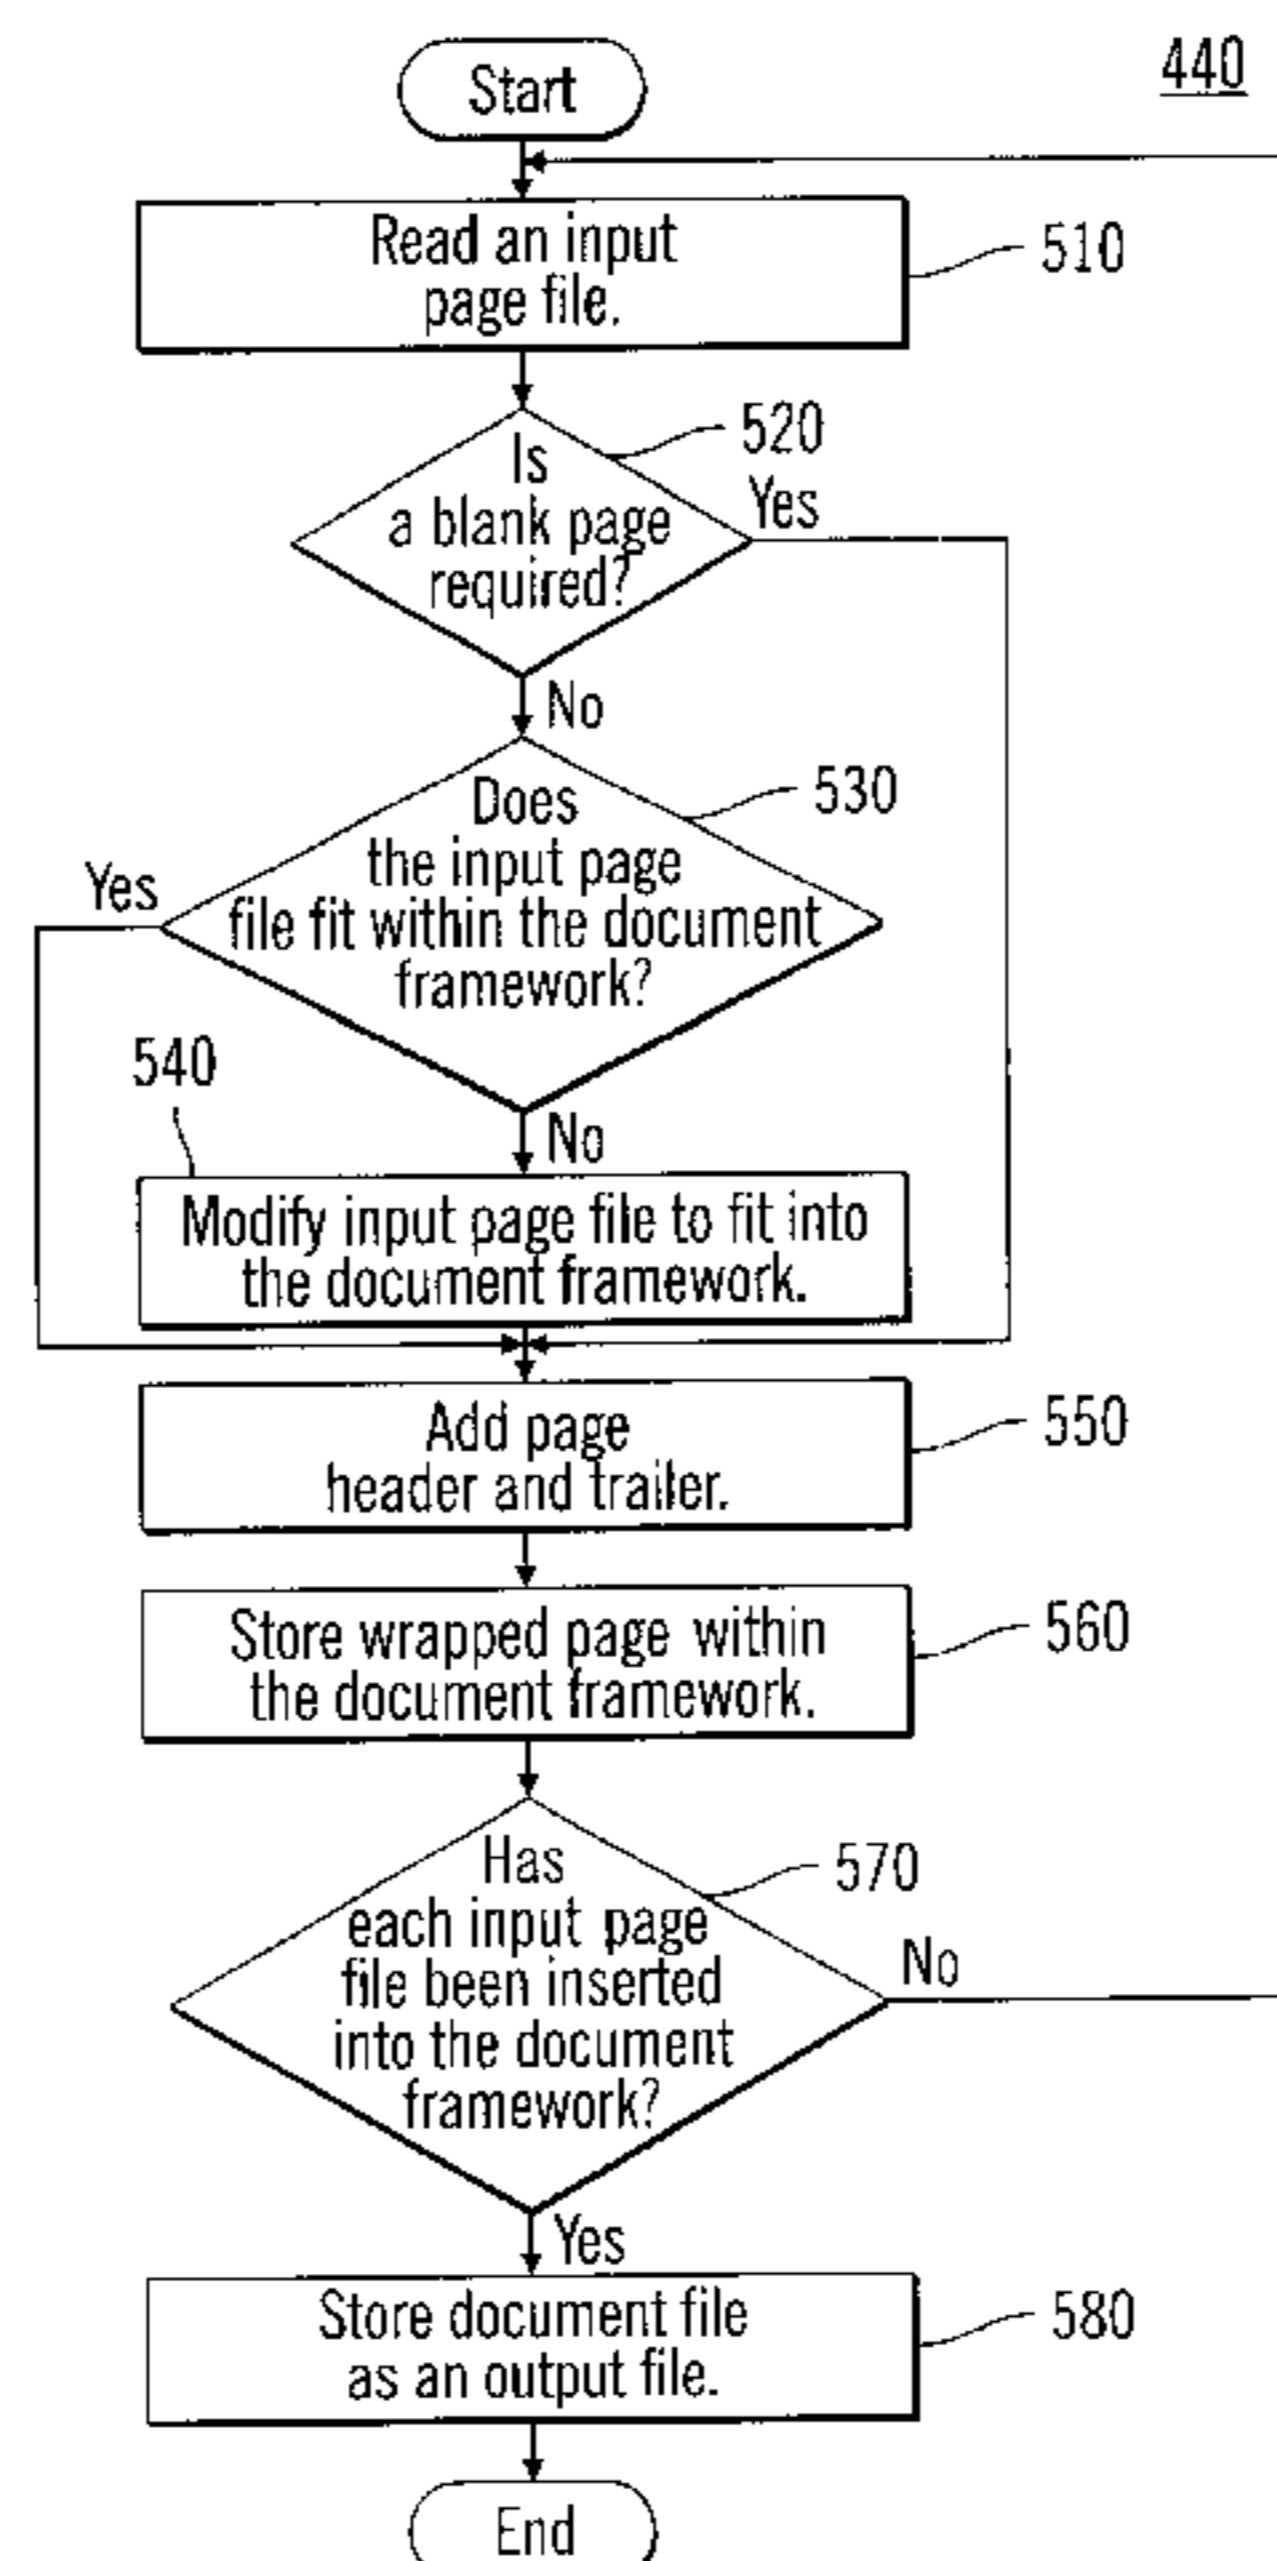 440
Start
Read an input
page file.
510
520
Is
a blank page
required?
Yes
No
530
Does
the input page
file fit within the document
framework?
Yes
540
No
Modify input page file to fit into
the document framework.
Add page
header and trailer.
550
Store wrapped page within
the document framework.
560
570
Has
each input page
file been inserted
into the document
framework?
No
Yes
Store document file
as an output file.
580
End